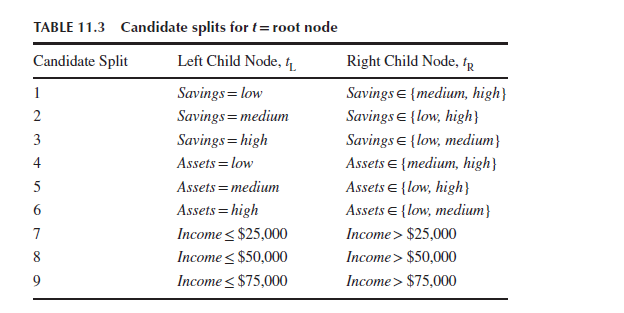 TABLE 11.3 Candidate splits for t = root node
Candidate Split Left Child Node, tL Right Child Node, tR
1 Savings = low Savings ∈ {medium, high}
2 Savings = medium Savings ∈ {low, high}
3 Savings = high Savings ∈ {low, medium}
4 Assets = low Assets ∈ {medium, high}
5 Assets = medium Assets ∈ {low, high}
6 Assets = high Assets ∈ {low, medium}
7 Income ≤ $25,000 Income > $25,000
8 Income ≤ $50,000 Income > $50,000
9 Income ≤ $75,000 Income > $75,000